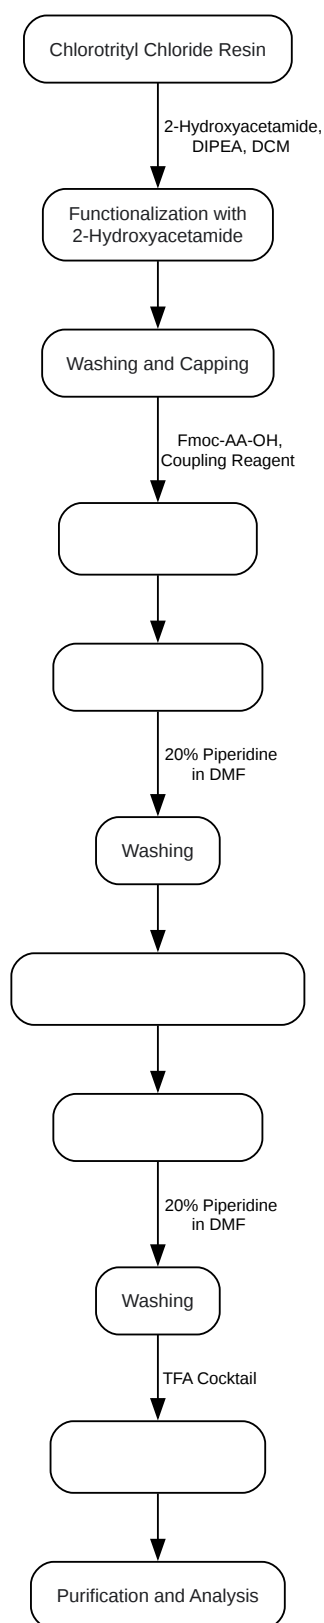 Chlorotrityl Chloride Resin
2-Hydroxyacetamide,
DIPEA, DCM
Functionalization with
2-Hydroxyacetamide
Washing and Capping
Fmoc-AA-OH,
Coupling Reagent
20% Piperidine
in DMF
Washing
20% Piperidine
in DMF
Washing
TFA Cocktail
Purification and Analysis